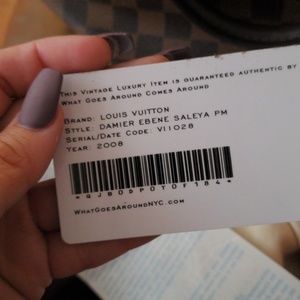 This Vintage Luxury Item is guaranteed authentic by
What Goes Around Comes Around
Brand: LOUIS VUITTON
Style: DAMIER EBENE SALEYA PM
Serial/Date Code: VI1028
Year: 2008
*QJBODPOTOF184*
WhatGoesAroundNYC.com